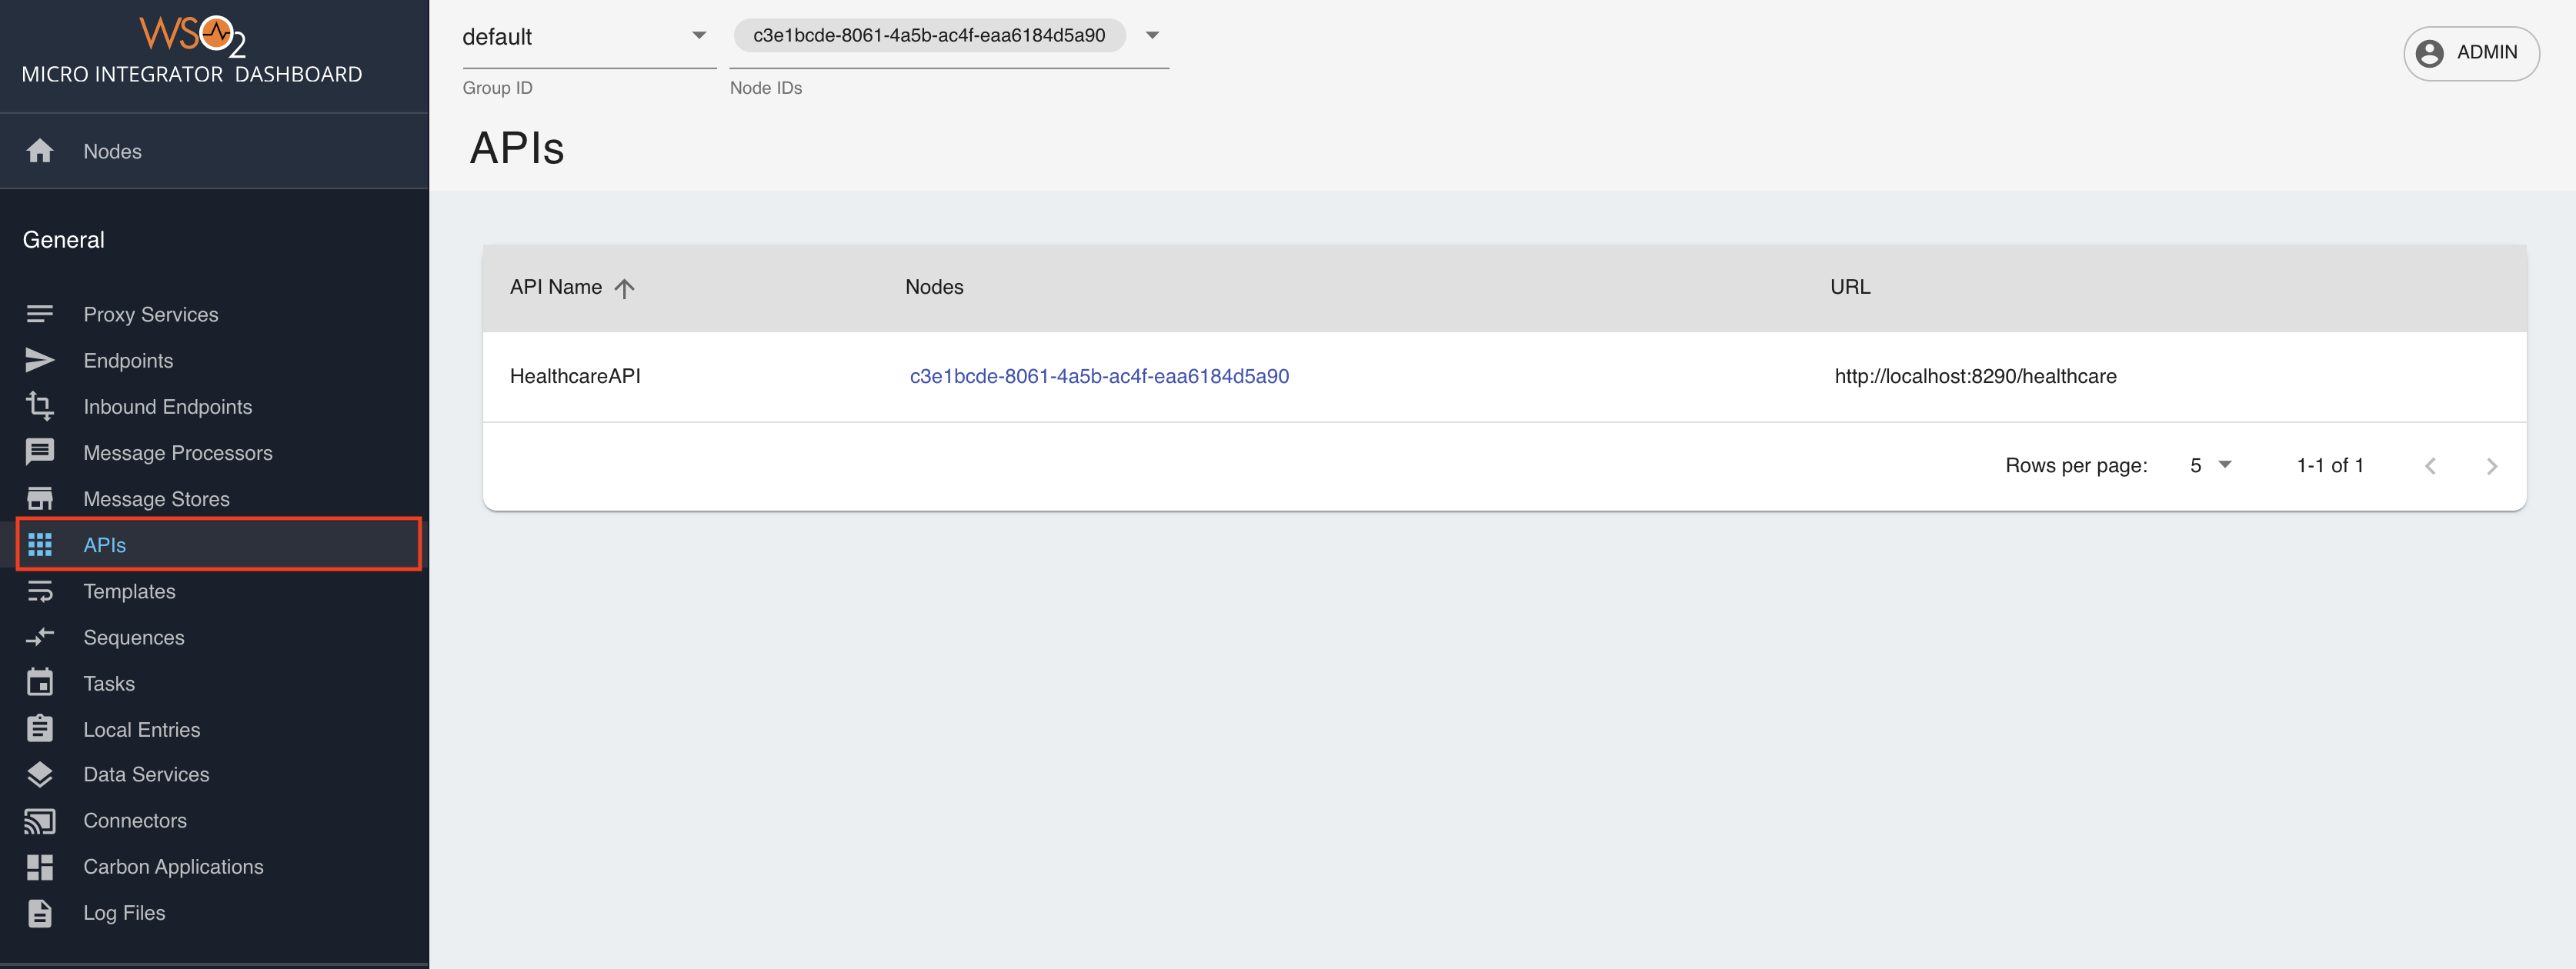 WSO2
MICRO INTEGRATOR DASHBOARD
Nodes
General
Proxy Services
Endpoints
Inbound Endpoints
Message Processors
Message Stores
APIs
Templates
Sequences
Tasks
Local Entries
Data Services
Connectors
Carbon Applications
Log Files
default
Group ID
c3e1bcde-8061-4a5b-ac4f-eaa6184d5a90
Node IDs
ADMIN
APIs
API Name Nodes URL
HealthcareAPI c3e1bcde-8061-4a5b-ac4f-eaa6184d5a90 http://localhost:8290/healthcare
Rows per page: 5 1-1 of 1